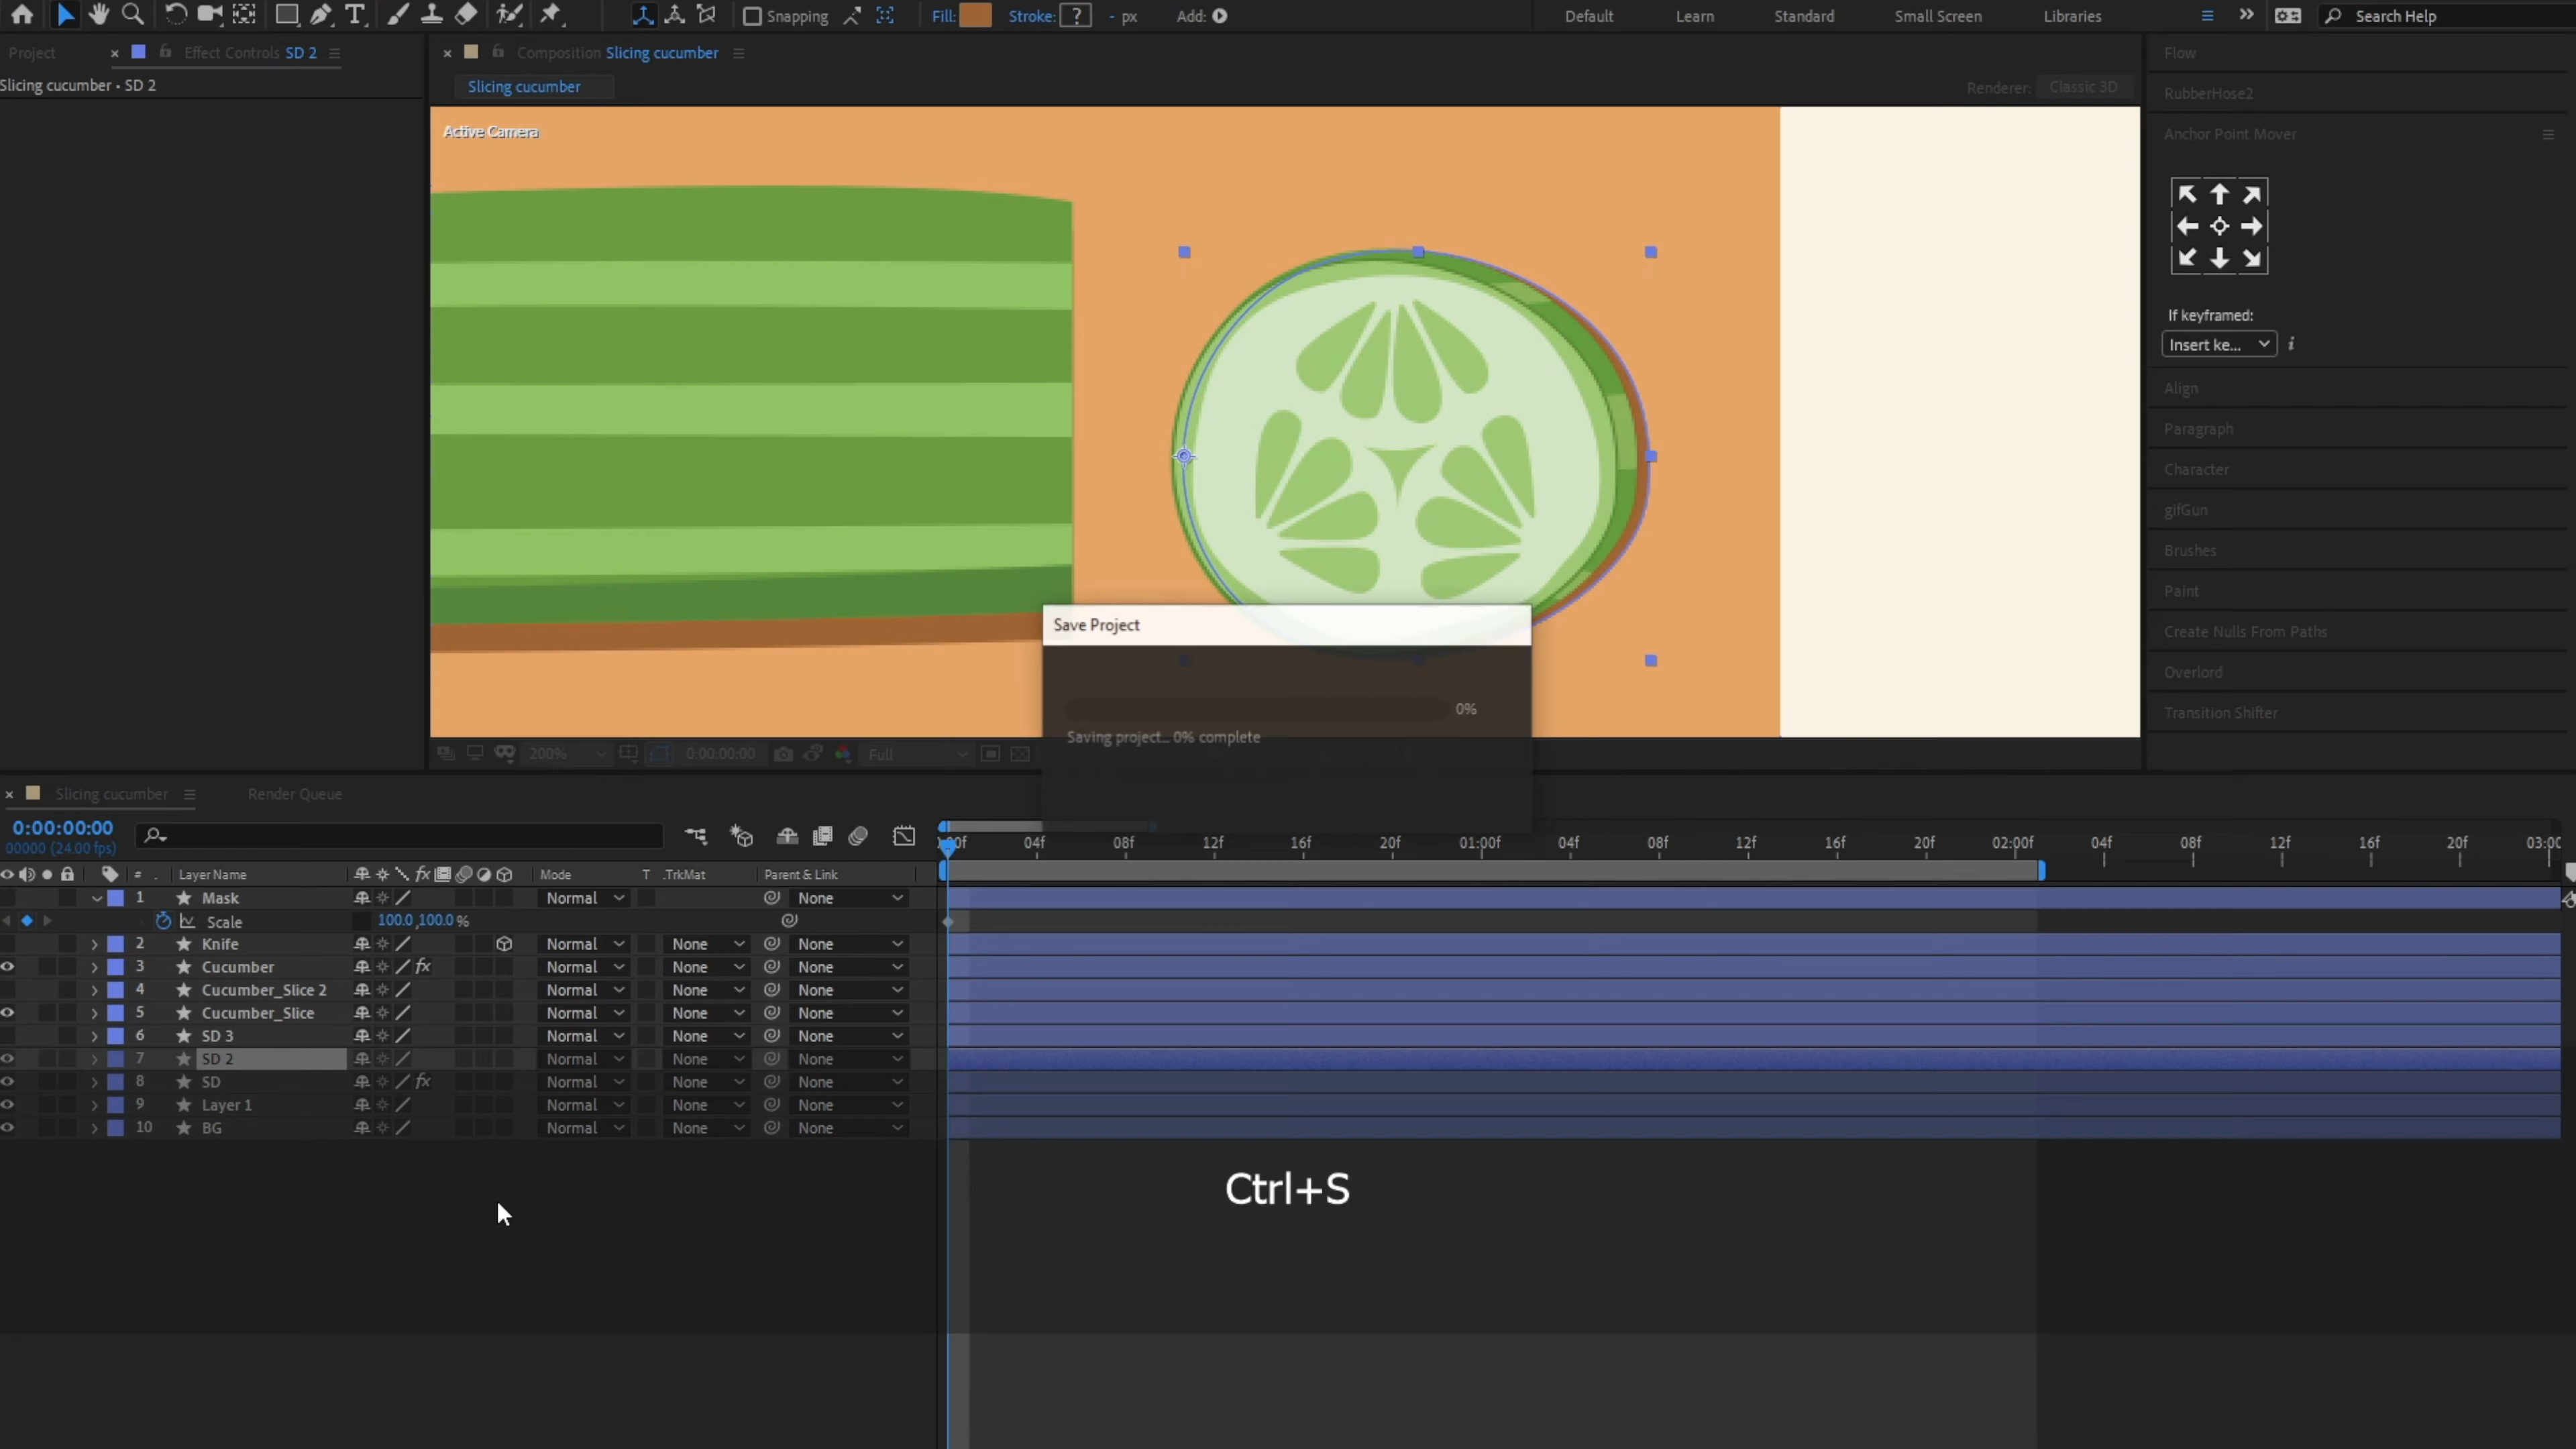 Snapping
Fill:
Stroke: ? - px
Add:
Default
Learn
Standard
Small Screen
Libraries
Search Help
Project
Effect Controls SD 2
Composition Slicing cucumber
Slicing cucumber • SD 2
Slicing cucumber
Renderer: Classic 3D
Active Camera
Flow
RubberHose2
Anchor Point Mover
If keyframed:
Insert ke...
Align
Paragraph
Character
gifGun
Brushes
Paint
Create Nulls From Paths
Overlord
Transition Shifter
Save Project
0%
Saving project... 0% complete
200%
0:00:00:00
Full
Slicing cucumber
Render Queue
0:00:00:00
00000 (24.00 fps)
04f 08f 12f 16f 20f 01:00f 04f 08f 12f 16f 20f 02:00f 04f 08f 12f 16f 20f
# Layer Name fx Mode T .TrkMat Parent & Link
1 Mask Normal None
Scale 100.0,100.0 %
2 Knife Normal None None
3 Cucumber fx Normal None None
4 Cucumber_Slice 2 Normal None None
5 Cucumber_Slice Normal None None
6 SD 3 Normal None None
7 SD 2 Normal None None
8 SD fx Normal None None
9 Layer 1 Normal None None
10 BG Normal None None
Ctrl+S